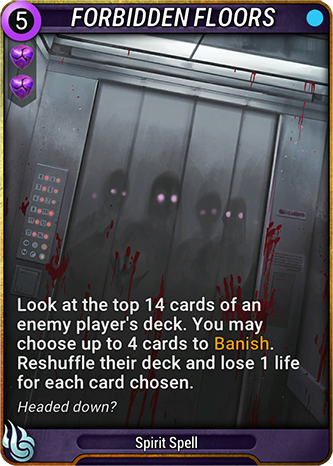 5
FORBIDDEN FLOORS
Look at the top 14 cards of an
enemy player's deck. You may
choose up to 4 cards to Banish.
Reshuffle their deck and lose 1 life
for each card chosen.
Headed down?
Spirit Spell